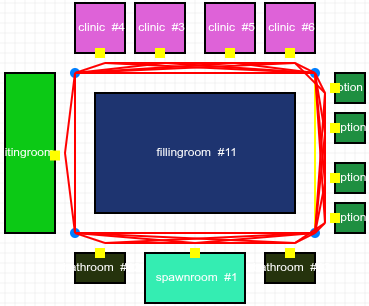 clinic #4 clinic #3 clinic #5 clinic #6
ption
ption
itingroom fillingroom #11
ption
ption
athroom # spawnroom #1 athroom #